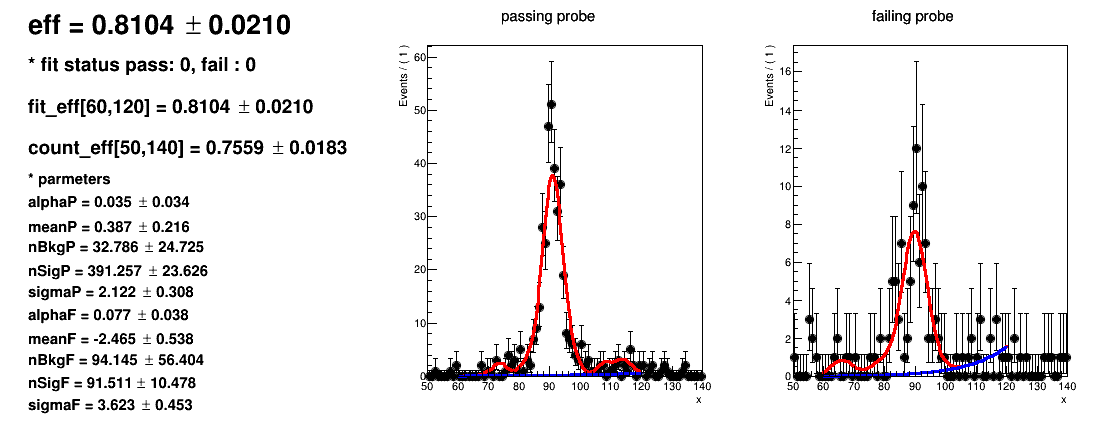 eff = 0.8104 ± 0.0210
* fit status pass: 0, fail : 0
fit_eff[60,120] = 0.8104 ± 0.0210
count_eff[50,140] = 0.7559 ± 0.0183
* parmeters
alphaP = 0.035 ± 0.034
meanP = 0.387 ± 0.216
nBkgP = 32.786 ± 24.725
nSigP = 391.257 ± 23.626
sigmaP = 2.122 ± 0.308
alphaF = 0.077 ± 0.038
meanF = -2.465 ± 0.538
nBkgF = 94.145 ± 56.404
nSigF = 91.511 ± 10.478
sigmaF = 3.623 ± 0.453
passing probe
Events / ( 1 )
60
50
40
30
20
10
0
50 60 70 80 90 100 110 120 130 140
x
failing probe
Events / ( 1 )
16
14
12
10
8
6
4
2
0
50 60 70 80 90 100 110 120 130 140
x